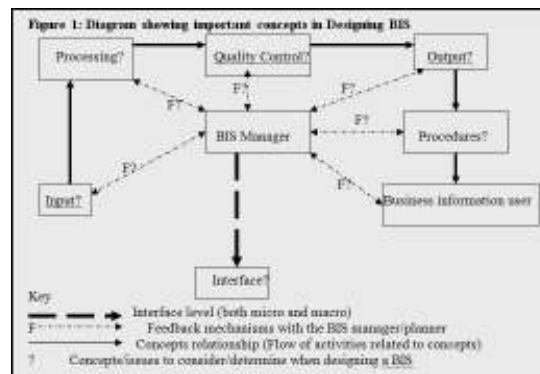 Figure 1: Diagram showing important concepts in Designing BIS
Processing?
Quality Control?
Output?
F?
F?
F?
BIS Manager
F?
Procedures?
F?
F?
Input?
Business information user
Interface?
Key
Interface level (both micro and macro)
F Feedback mechanisms with the BIS manager/planner
Concepts relationship (Flow of activities related to concepts)
? Concepts/issues to consider/determine when designing a BIS